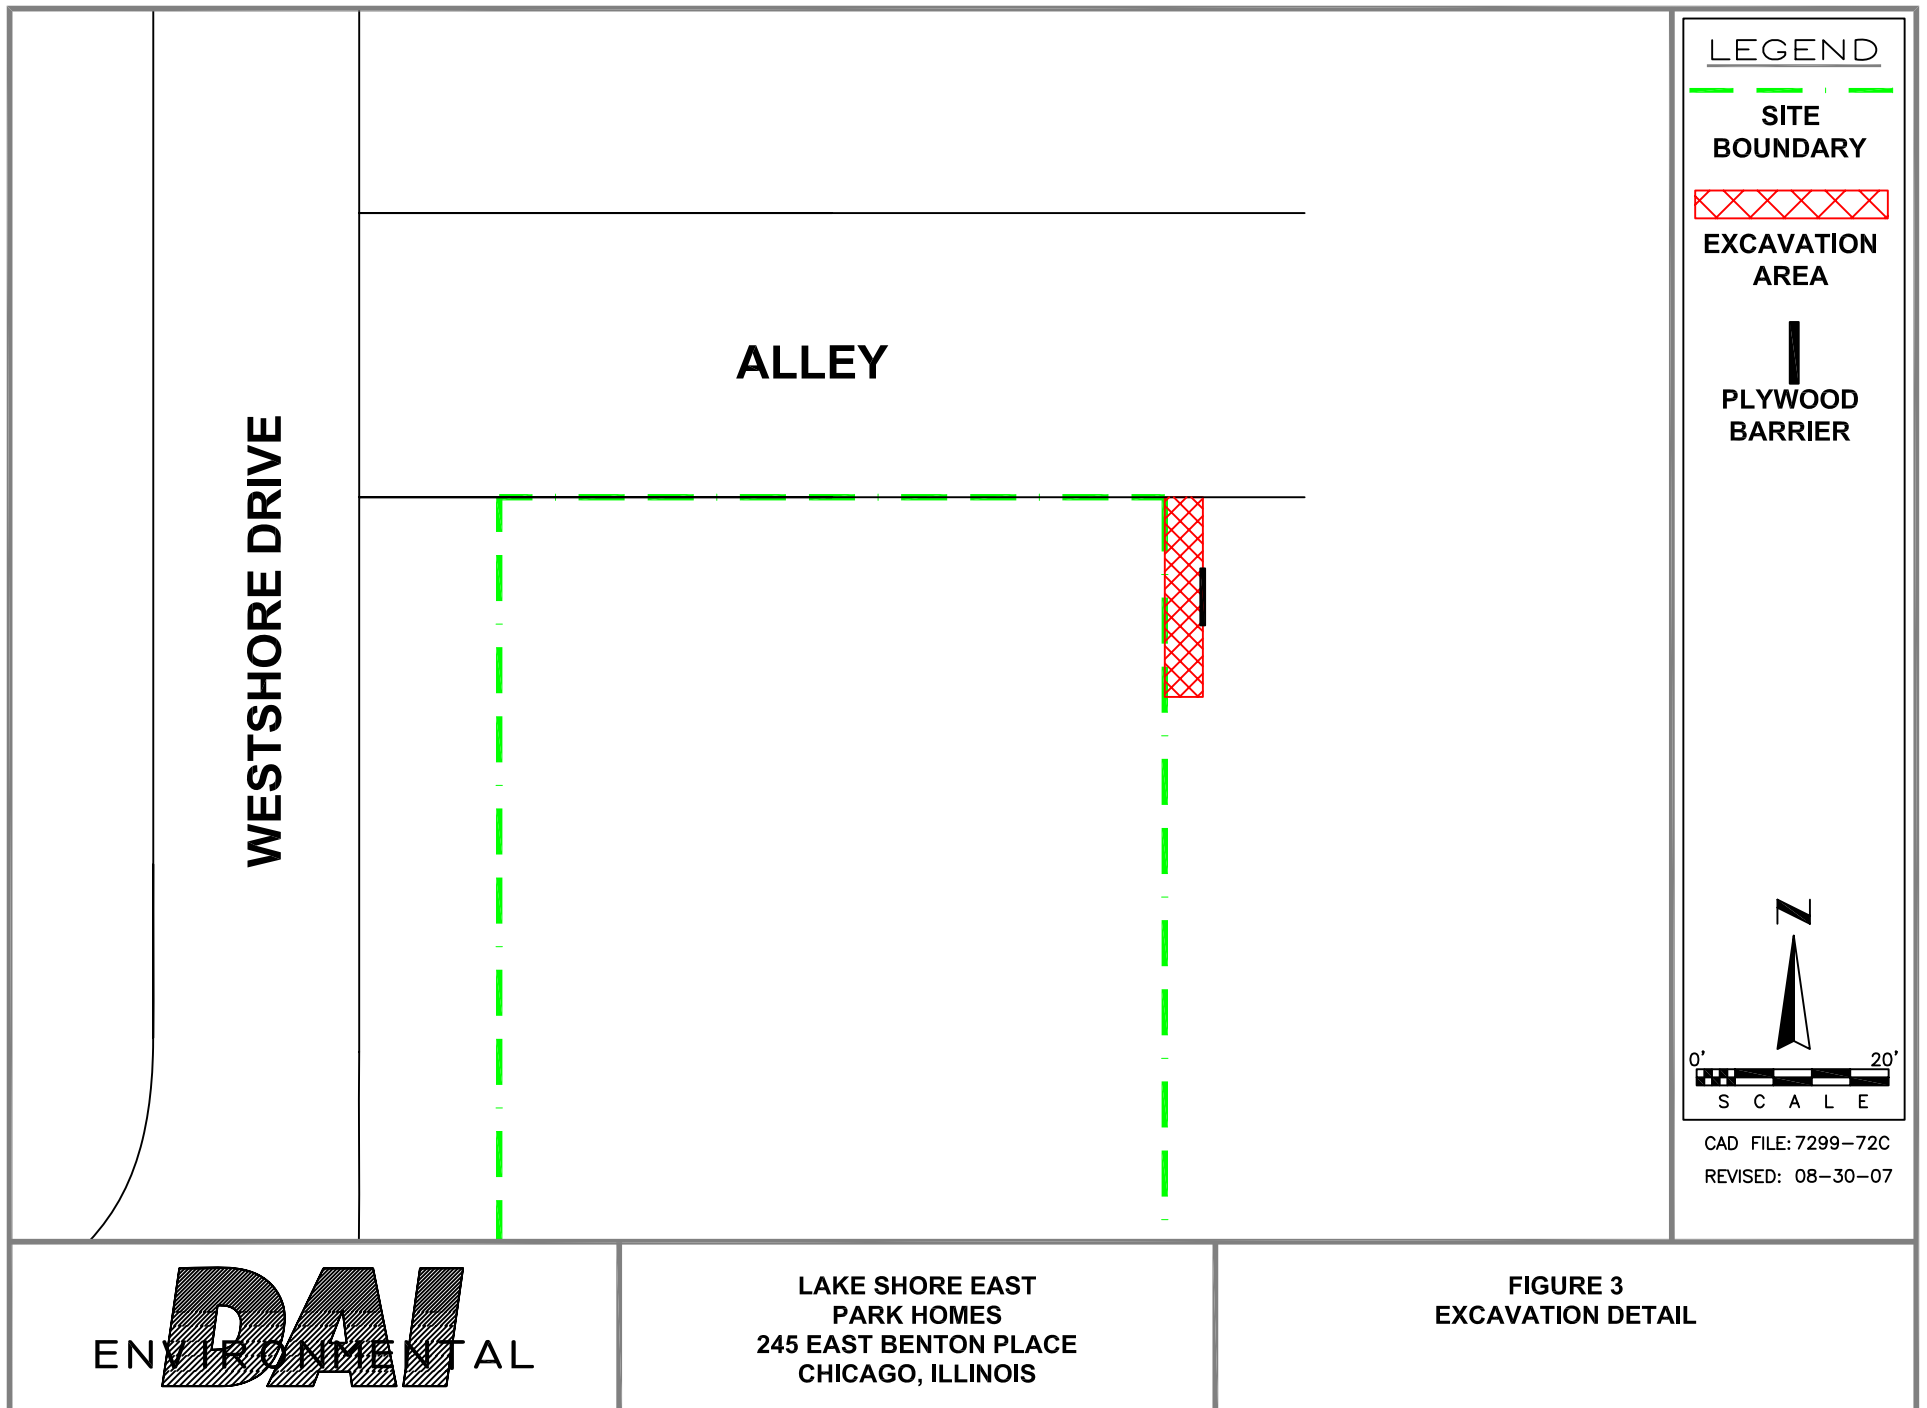 LEGEND
SITE
BOUNDARY
EXCAVATION
AREA
PLYWOOD
BARRIER
ALLEY
WESTSHORE DRIVE
N
0' 20'
S C A L E
CAD FILE: 7299-72C
REVISED: 08-30-07
DAI
ENVIRONMENTAL
LAKE SHORE EAST
PARK HOMES
245 EAST BENTON PLACE
CHICAGO, ILLINOIS
FIGURE 3
EXCAVATION DETAIL